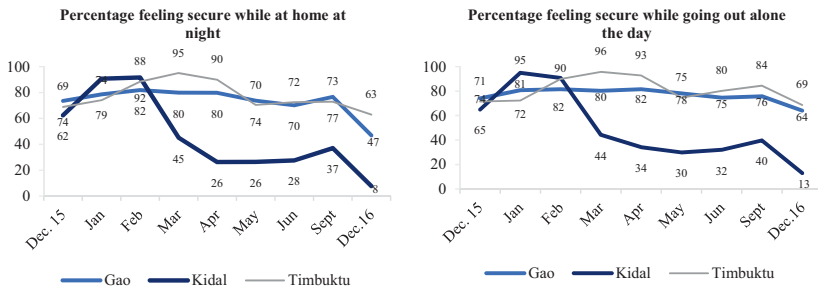 Percentage feeling secure while at home at
night
100
80
60
40
20
0
69
74
62
74
79
88
92
82
95
80
45
90
80
26
70
74
26
72
70
28
73
77
37
63
47
8
Dec. 15
Jan
Feb
Mar
Apr
May
Jun
Sept
Dec.16
Gao
Kidal
Timbuktu
Percentage feeling secure while going out alone
the day
100
80
60
40
20
0
71
74
65
95
81
72
90
82
96
80
44
93
82
34
75
78
30
80
75
32
84
76
40
69
64
13
Dec. 15
Jan
Feb
Mar
Apr
May
Jun
Sept
Dec.16
Gao
Kidal
Timbuktu